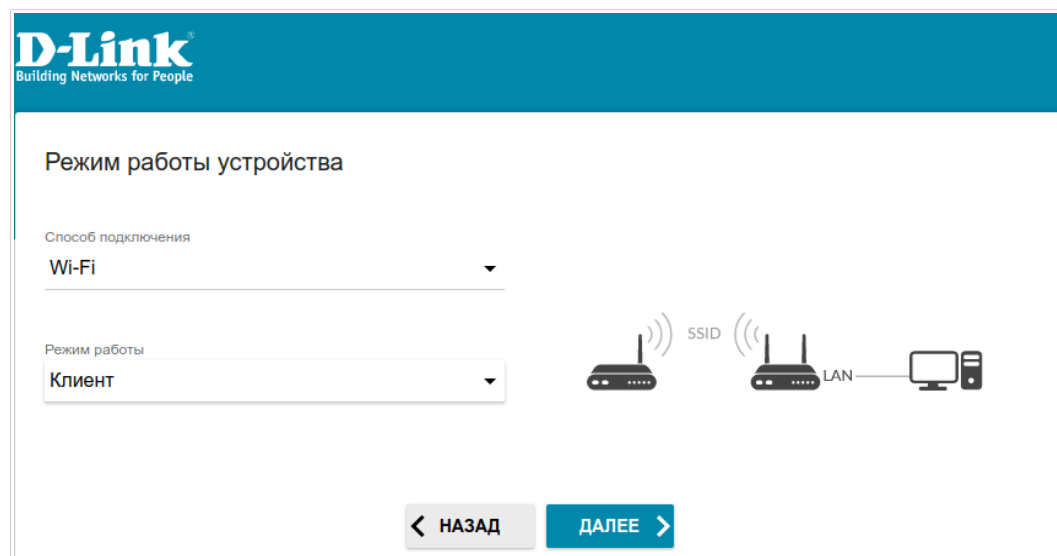 D-Link®
Building Networks for People
Режим работы устройства
Способ подключения
Wi-Fi
Режим работы
Клиент
SSID
LAN
НАЗАД
ДАЛЕЕ